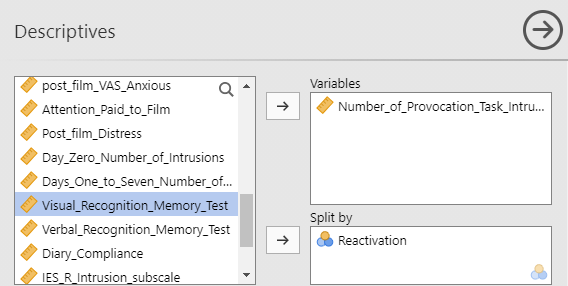 Descriptives
post_film_VAS_Anxious
Attention_Paid_to_Film
Post_film_Distress
Day_Zero_Number_of_Intrusions
Days_One_to_Seven_Number_of...
Visual_Recognition_Memory_Test
Verbal_Recognition_Memory_Test
Diary_Compliance
IES_R_Intrusion_subscale
Variables
Number_of_Provocation_Task_Intru...
Split by
Reactivation